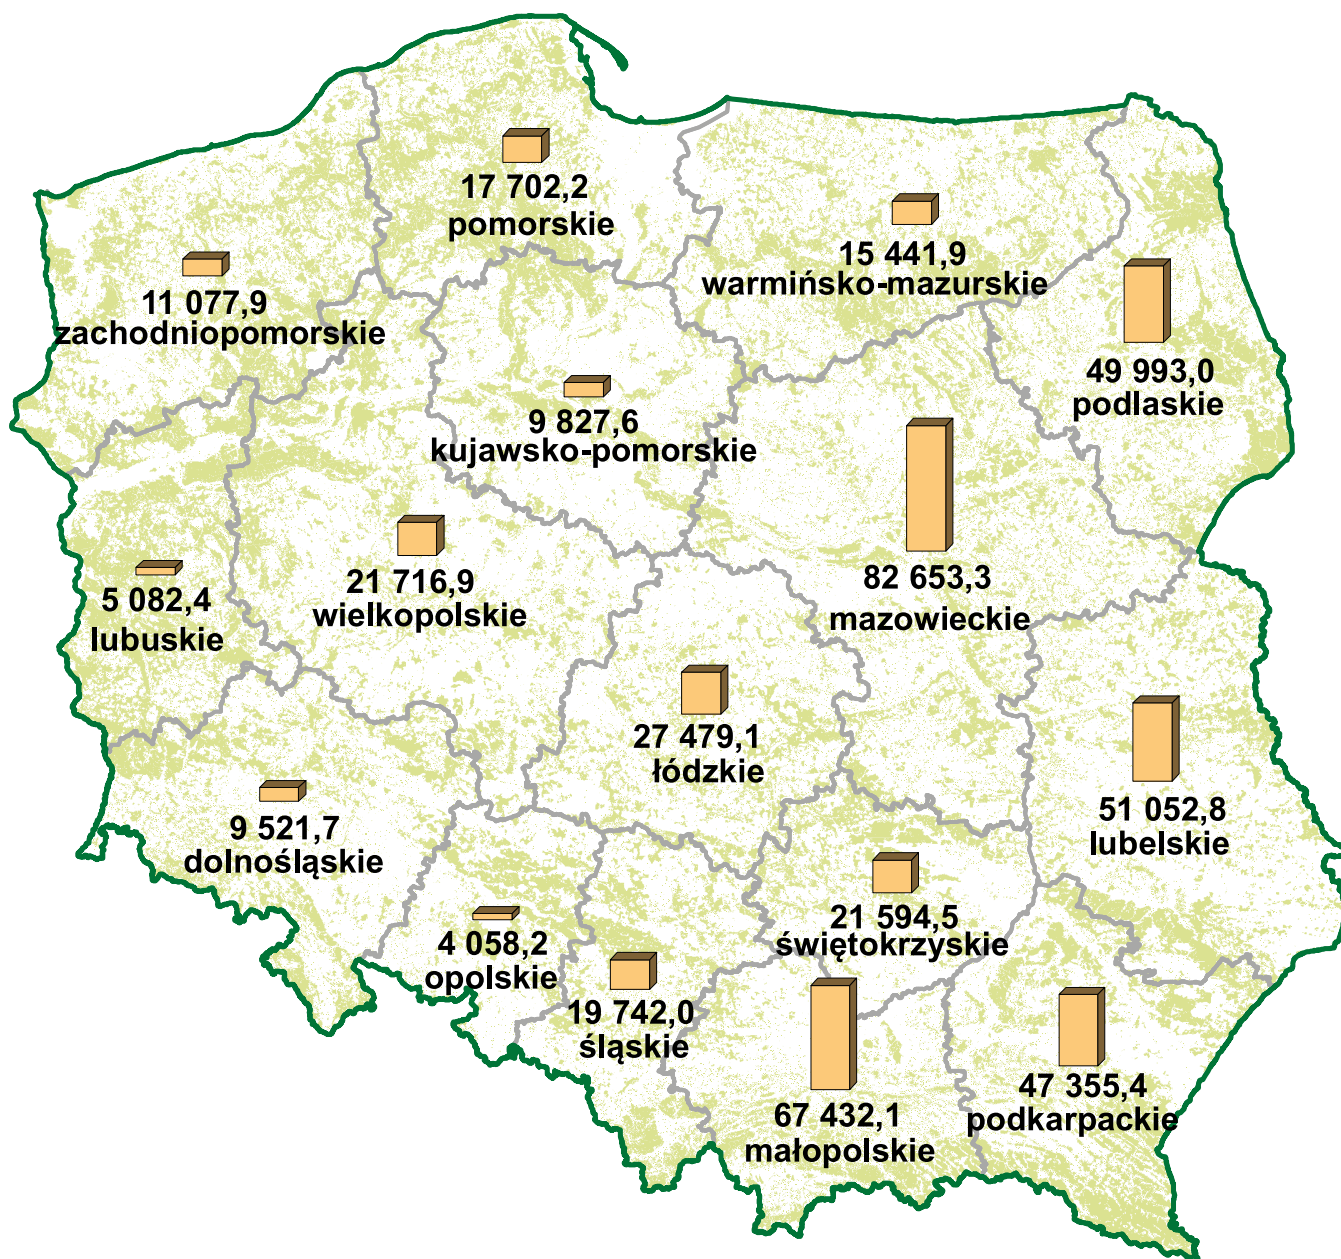 17 702,2
pomorskie
15 441,9
warmińsko-mazurskie
11 077,9
zachodniopomorskie
49 993,0
podlaskie
9 827,6
kujawsko-pomorskie
82 653,3
mazowieckie
21 716,9
wielkopolskie
5 082,4
lubuskie
27 479,1
łódzkie
51 052,8
lubelskie
9 521,7
dolnośląskie
21 594,5
świętokrzyskie
4 058,2
opolskie
19 742,0
śląskie
47 355,4
podkarpackie
67 432,1
małopolskie